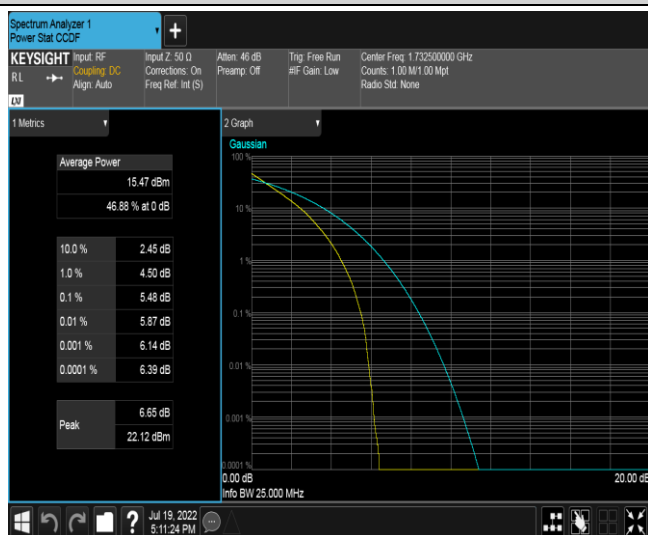 Spectrum Analyzer 1
Power Stat CCDF
+
KEYSIGHT
RL
LXI
Input: RF
Coupling: DC
Align: Auto
Input Z: 50 Ω
Corrections: On
Freq Ref: Int (S)
Atten: 46 dB
Preamp: Off
Trig: Free Run
#IF Gain: Low
Center Freq: 1.732500000 GHz
Counts: 1.00 M/1.00 Mpt
Radio Std: None
1 Metrics
Average Power
15.47 dBm
46.88 % at 0 dB
10.0 % 2.45 dB
1.0 % 4.50 dB
0.1 % 5.48 dB
0.01 % 5.87 dB
0.001 % 6.14 dB
0.0001 % 6.39 dB
Peak
6.65 dB
22.12 dBm
2 Graph
Gaussian
100 %
10 %
1 %
0.1 %
0.01 %
0.001 %
0.0001 %
0.00 dB
20.00 dB
Info BW 25.000 MHz
?
Jul 19, 2022
5:11:24 PM